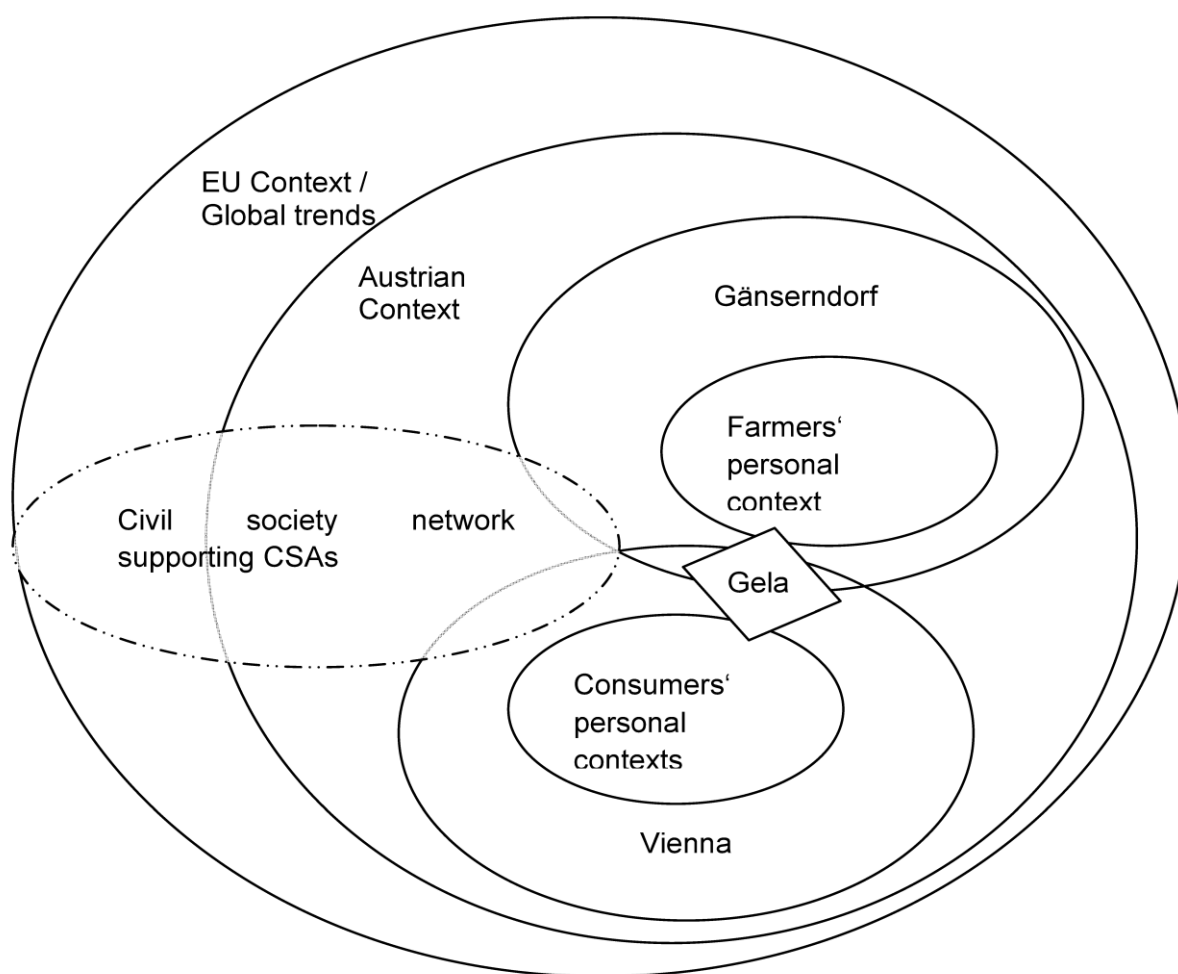 EU Context /
Global trends
Austrian
Context
Gänserndorf
Farmers‘
personal
context
Civil society network
supporting CSAs
Gela
Consumers‘
personal
contexts
Vienna